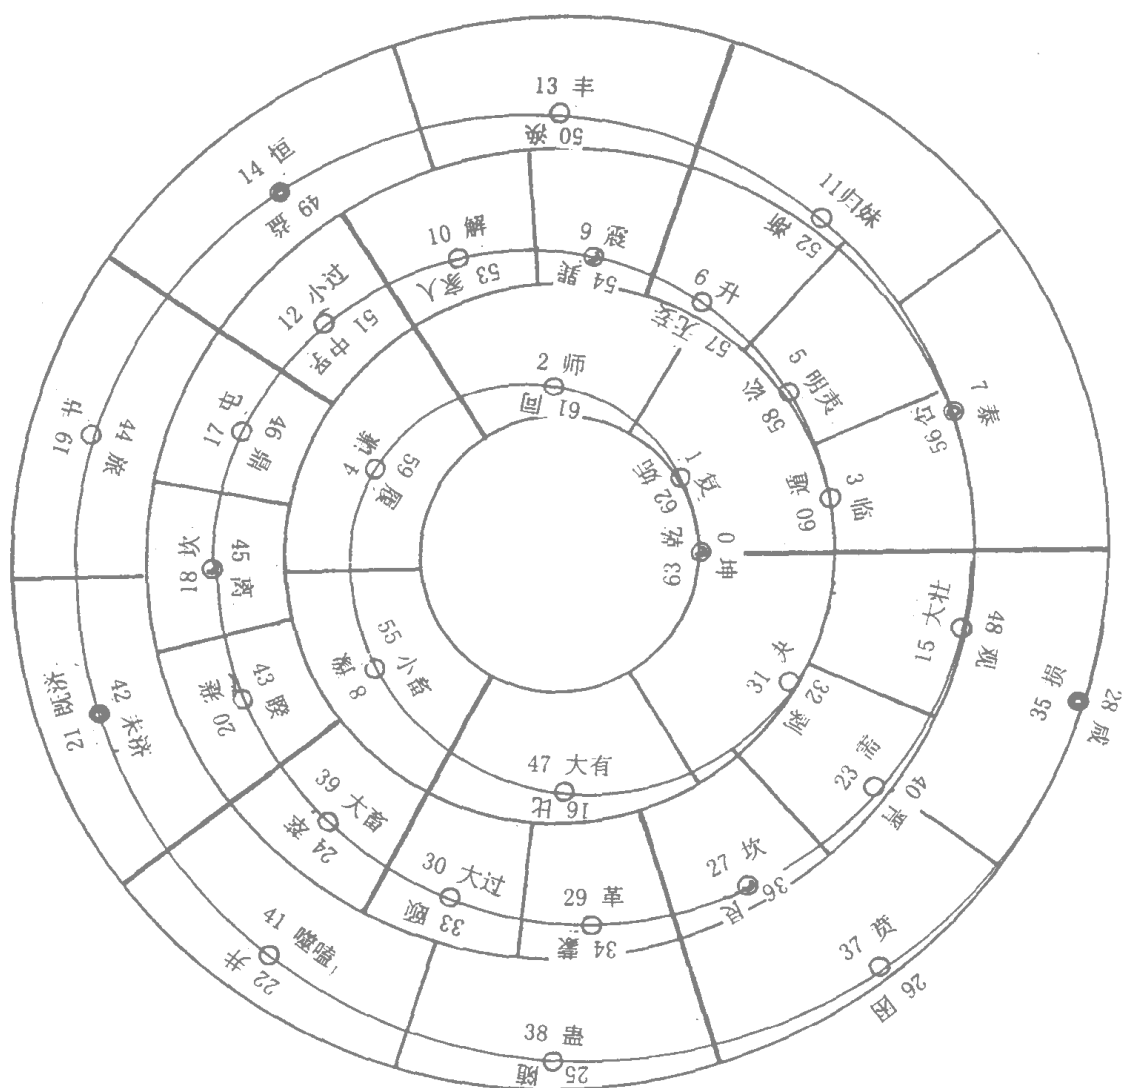 13 丰
50 涣
14 恒
49 益
11归妹
52 渐
10 解
53 家人
9 震
54 巽
6 升
57 无妄
12 小过
51 中孚
2 师
61 同
5 明夷
58 讼
7 泰
56 否
19 节
44 旅
17 屯
46 鼎
4 谦
59 履
1 复
62 姤
3 临
60 遁
18 坎
45 离
63 乾
0 坤
21 既济
42 未济
20 蹇
43 睽
8 豫
55 小畜
31 夬
32 剥
15 大壮
48 观
35 损
28 咸
39 大畜
24 萃
47 大有
16 比
23 需
40 晋
30 大过
33 颐
29 革
34 蒙
27 坎
36 艮
41 噬嗑
22 井
37 贲
26 困
38 蛊
25 随